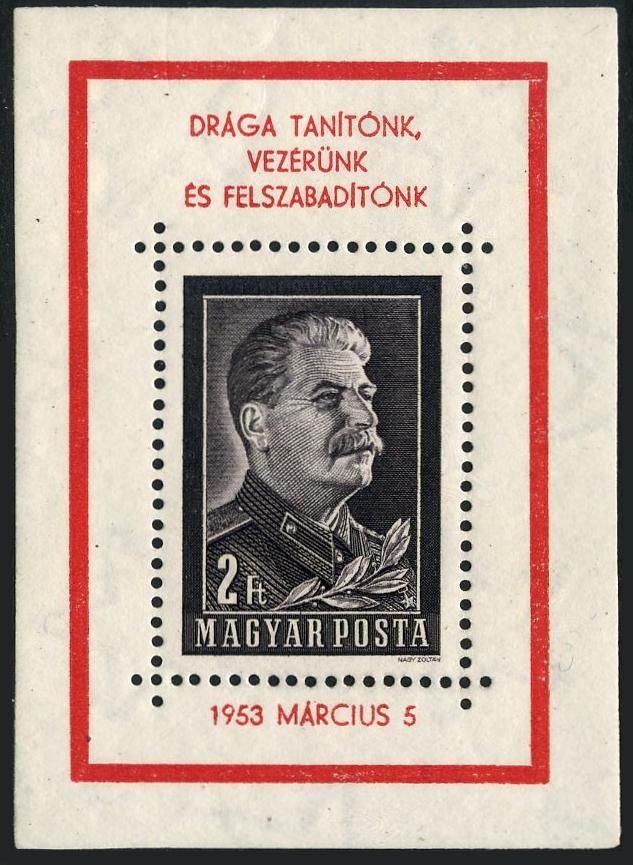 DRÁGA TANÍTÓNK,
VEZÉRÜNK
ÉS FELSZABADÍTÓNK
2 Ft
MAGYAR POSTA
NAGY ZOLTÁN
1953 MÁRCIUS 5